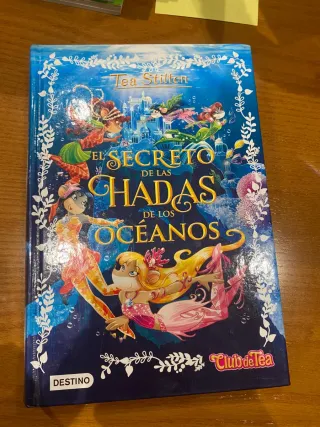 Tea Stilton
EL SECRETO
DE LAS
HADAS
DE LOS
OCÉANOS
Club de Tea
DESTINO